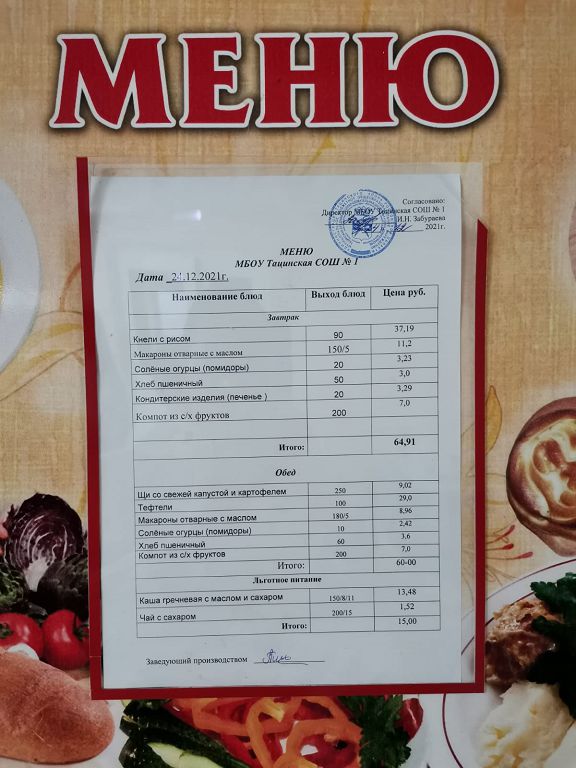 МЕНЮ
Согласовано:
Директор МБОУ Тацинская СОШ № 1
И.Н. Забураева
2021г.
МЕНЮ
МБОУ Тацинская СОШ № 1
Дата _24.12.2021г.
Наименование блюд Выход блюд Цена руб.
Завтрак
Кнели с рисом 90 37,19
Макароны отварные с маслом 150/5 11,2
Солёные огурцы (помидоры) 20 3,23
Хлеб пшеничный 50 3,0
Кондитерские изделия (печенье ) 20 3,29
Компот из с/х фруктов 200 7,0
Итого: 64,91
Обед
Щи со свежей капустой и картофелем 250 9,02
Тефтели 100 29,0
Макароны отварные с маслом 180/5 8,96
Солёные огурцы (помидоры) 10 2,42
Хлеб пшеничный 60 3,6
Компот из с/х фруктов 200 7,0
Итого: 60-00
Льготное питание
Каша гречневая с маслом и сахаром 150/8/11 13,48
Чай с сахаром 200/15 1,52
Итого: 15,00
Заведующий производством